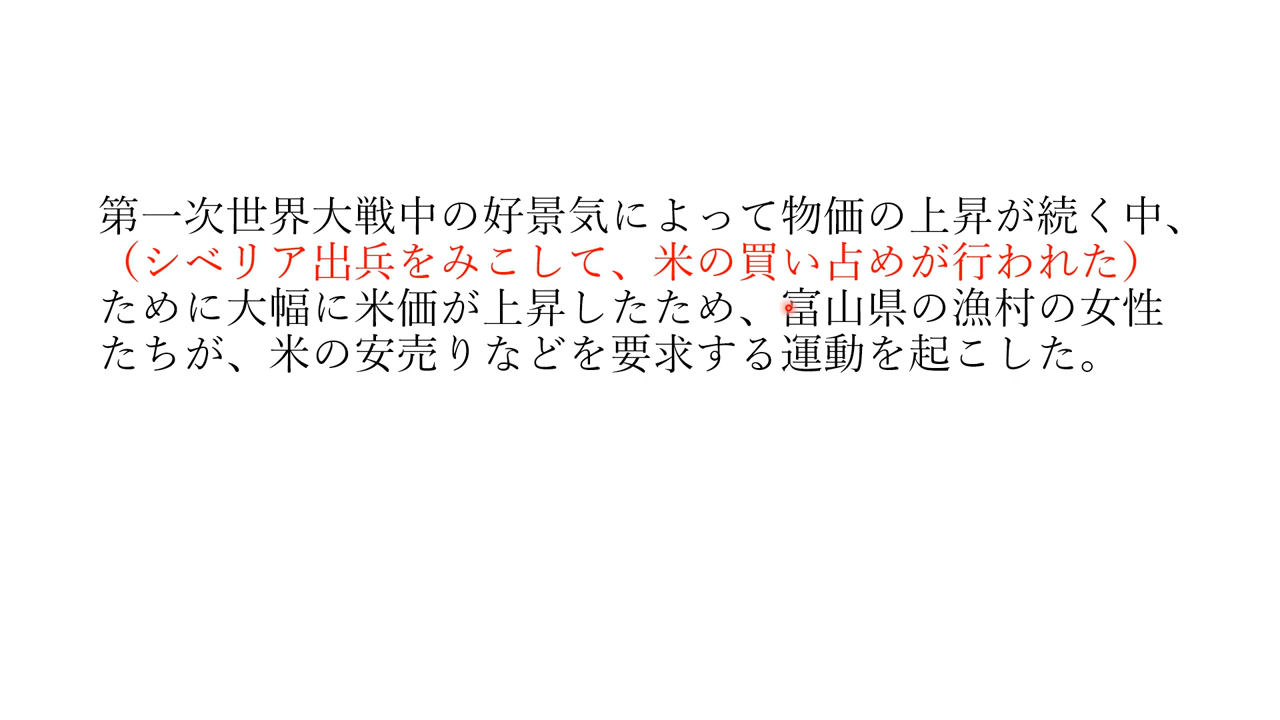 第一次世界大戦中の好景気によって物価の上昇が続く中、
（シベリア出兵をみこして、米の買い占めが行われた）
ために大幅に米価が上昇したため、富山県の漁村の女性
たちが、米の安売りなどを要求する運動を起こした。